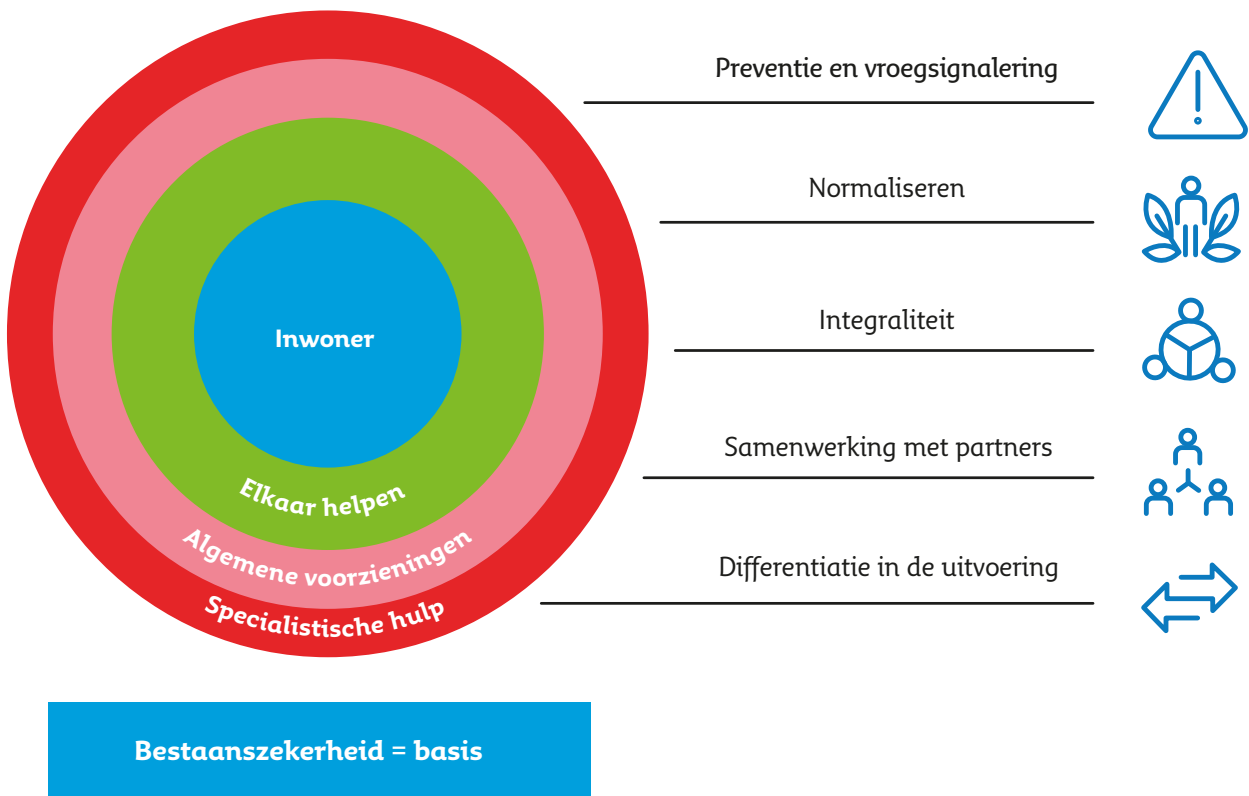 Preventie en vroegsignalering
Normaliseren
Integraliteit
Inwoner
Samenwerking met partners
Elkaar helpen
Algemene voorzieningen
Differentiatie in de uitvoering
Specialistische hulp
Bestaanszekerheid = basis